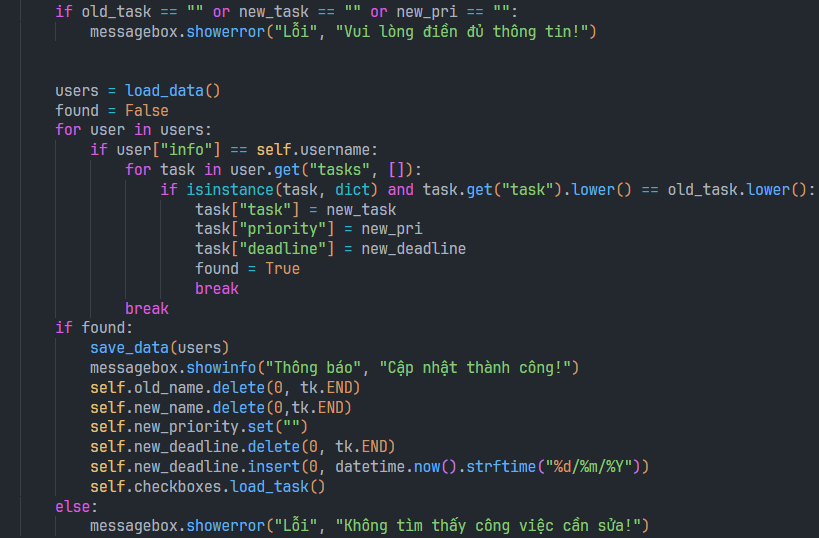 if old_task == "" or new_task == "" or new_pri == "":
    messagebox.showerror("Lỗi", "Vui lòng điền đủ thông tin!")
users = load_data()
found = False
for user in users:
    if user["info"] == self.username:
        for task in user.get("tasks", []):
            if isinstance(task, dict) and task.get("task").lower() == old_task.lower():
                task["task"] = new_task
                task["priority"] = new_pri
                task["deadline"] = new_deadline
                found = True
                break
        break
if found:
    save_data(users)
    messagebox.showinfo("Thông báo", "Cập nhật thành công!")
    self.old_name.delete(0, tk.END)
    self.new_name.delete(0,tk.END)
    self.new_priority.set("")
    self.new_deadline.delete(0, tk.END)
    self.new_deadline.insert(0, datetime.now().strftime("%d/%m/%Y"))
    self.checkboxes.load_task()
else:
    messagebox.showerror("Lỗi", "Không tìm thấy công việc cần sửa!")